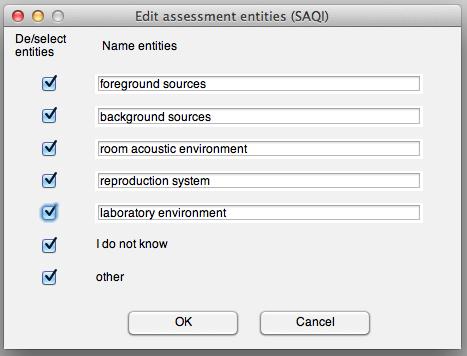 Edit assessment entities (SAQI)
De/select
entities
Name entities
foreground sources
background sources
room acoustic environment
reproduction system
laboratory environment
I do not know
other
OK
Cancel